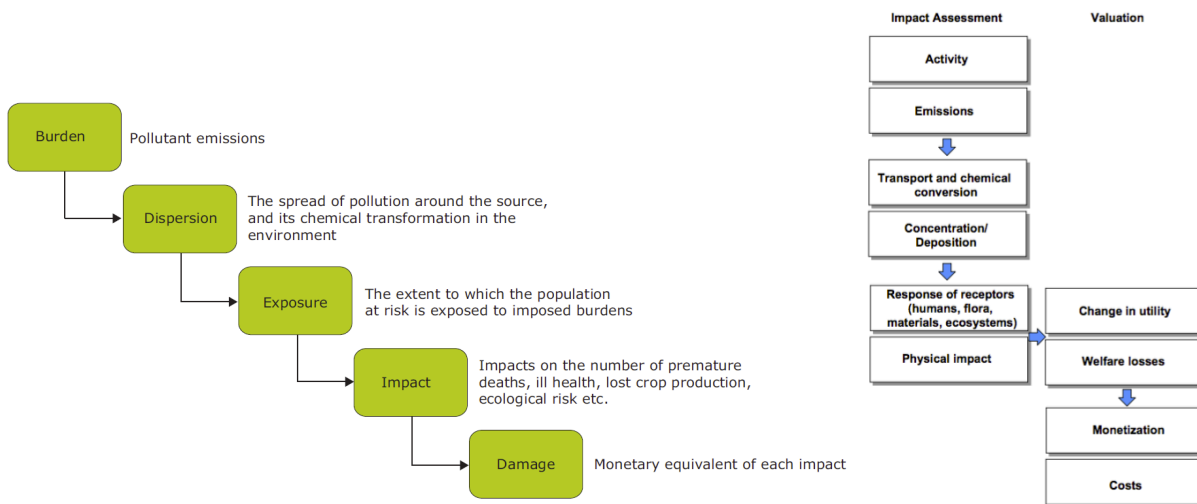 Burden
Pollutant emissions
Dispersion
The spread of pollution around the source,
and its chemical transformation in the
environment
Exposure
The extent to which the population
at risk is exposed to imposed burdens
Impact
Impacts on the number of premature
deaths, ill health, lost crop production,
ecological risk etc.
Damage
Monetary equivalent of each impact
Impact Assessment
Valuation
Activity
Emissions
Transport and chemical
conversion
Concentration/
Deposition
Response of receptors
(humans, flora,
materials, ecosystems)
Physical impact
Change in utility
Welfare losses
Monetization
Costs